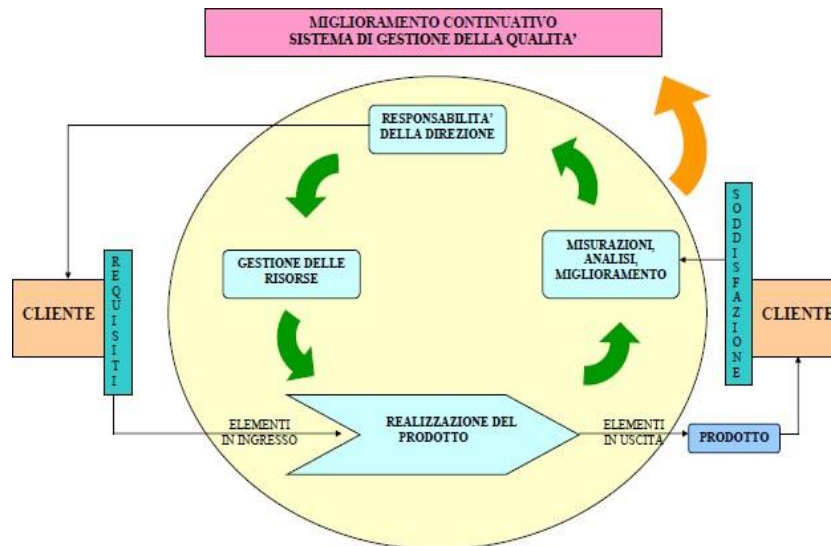 MIGLIORAMENTO CONTINUATIVO
SISTEMA DI GESTIONE DELLA QUALITA'
RESPONSABILITA'
DELLA DIREZIONE
GESTIONE DELLE
RISORSE
MISURAZIONI,
ANALISI,
MIGLIORAMENTO
SODDISFAZIONE
REQUISITI
CLIENTE
CLIENTE
ELEMENTI
IN INGRESSO
REALIZZAZIONE DEL
PRODOTTO
ELEMENTI
IN USCITA
PRODOTTO